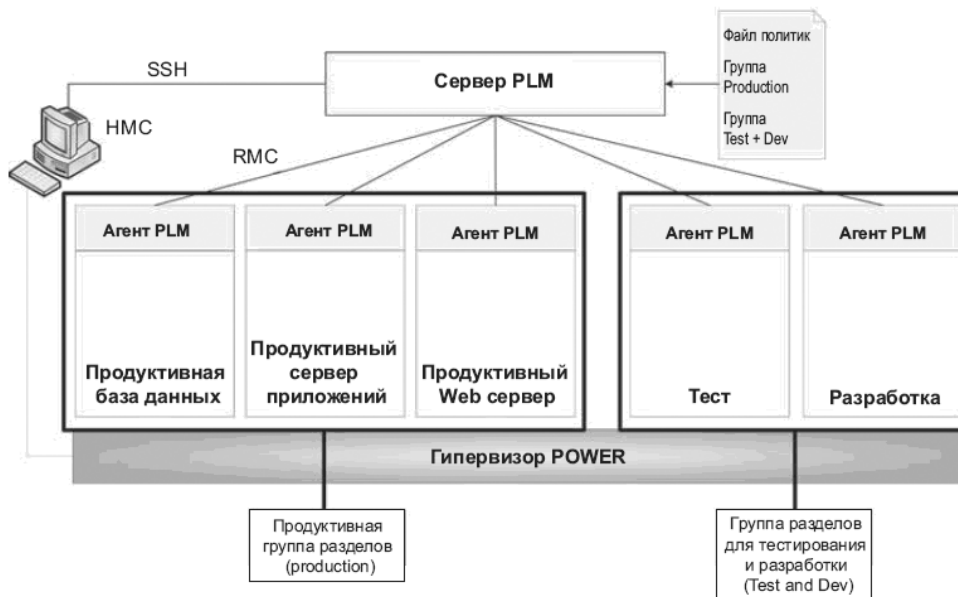 Файл политик
Группа
Production
Группа
Test + Dev
SSH
Сервер PLM
HMC
RMC
Агент PLM
Агент PLM
Агент PLM
Агент PLM
Агент PLM
Продуктивная
база данных
Продуктивный
сервер
приложений
Продуктивный
Web сервер
Тест
Разработка
Гипервизор POWER
Продуктивная
группа разделов
(production)
Группа разделов
для тестирования
и разработки
(Test and Dev)